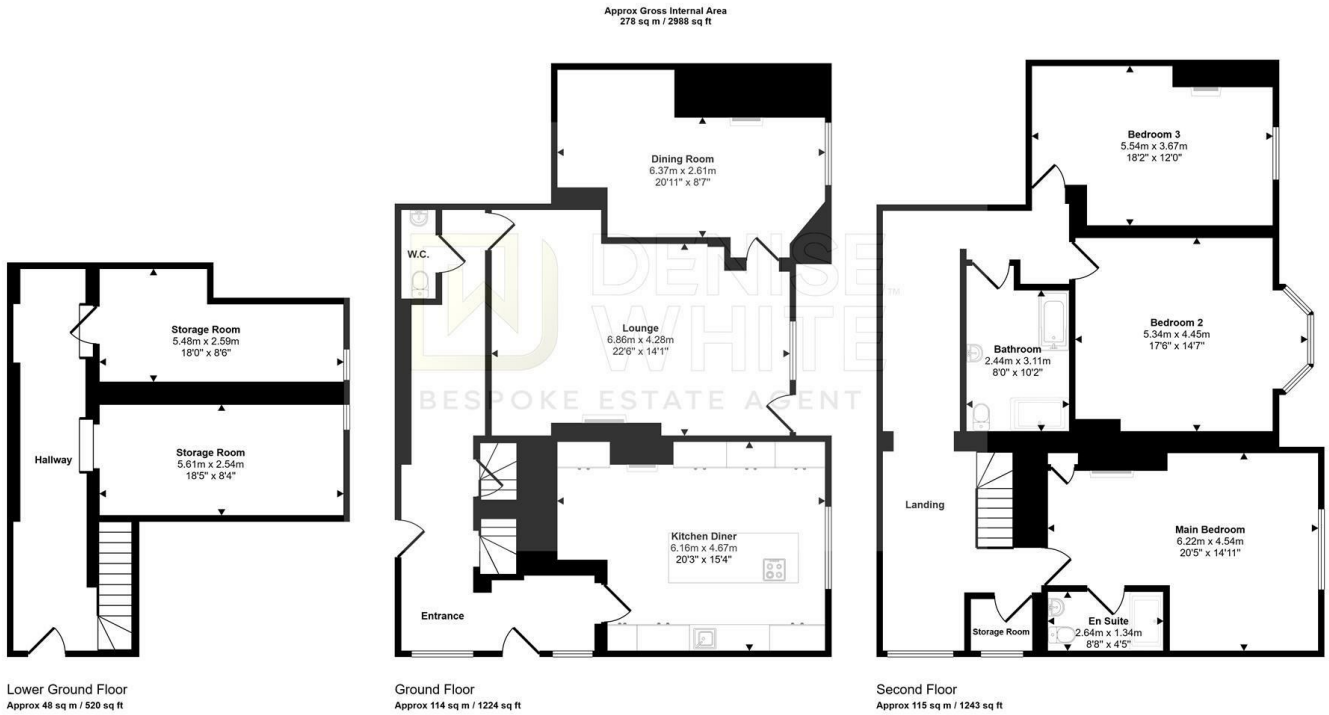 Approx Gross Internal Area
278 sq m / 2988 sq ft
Storage Room
5.48m x 2.59m
18'0" x 8'6"
Storage Room
5.61m x 2.54m
18'5" x 8'4"
Hallway
Lower Ground Floor
Approx 48 sq m / 520 sq ft
Dining Room
6.37m x 2.61m
20'11" x 8'7"
W.C.
Lounge
6.86m x 4.28m
22'6" x 14'1"
Kitchen Diner
6.16m x 4.67m
20'3" x 15'4"
Entrance
Ground Floor
Approx 114 sq m / 1224 sq ft
DENISE
WHITE
TM
BESPOKE ESTATE AGENT
Bedroom 3
5.54m x 3.67m
18'2" x 12'0"
Bedroom 2
5.34m x 4.45m
17'6" x 14'7"
Bathroom
2.44m x 3.11m
8'0" x 10'2"
Landing
Main Bedroom
6.22m x 4.54m
20'5" x 14'11"
Storage Room
En Suite
2.64m x 1.34m
8'8" x 4'5"
Second Floor
Approx 115 sq m / 1243 sq ft